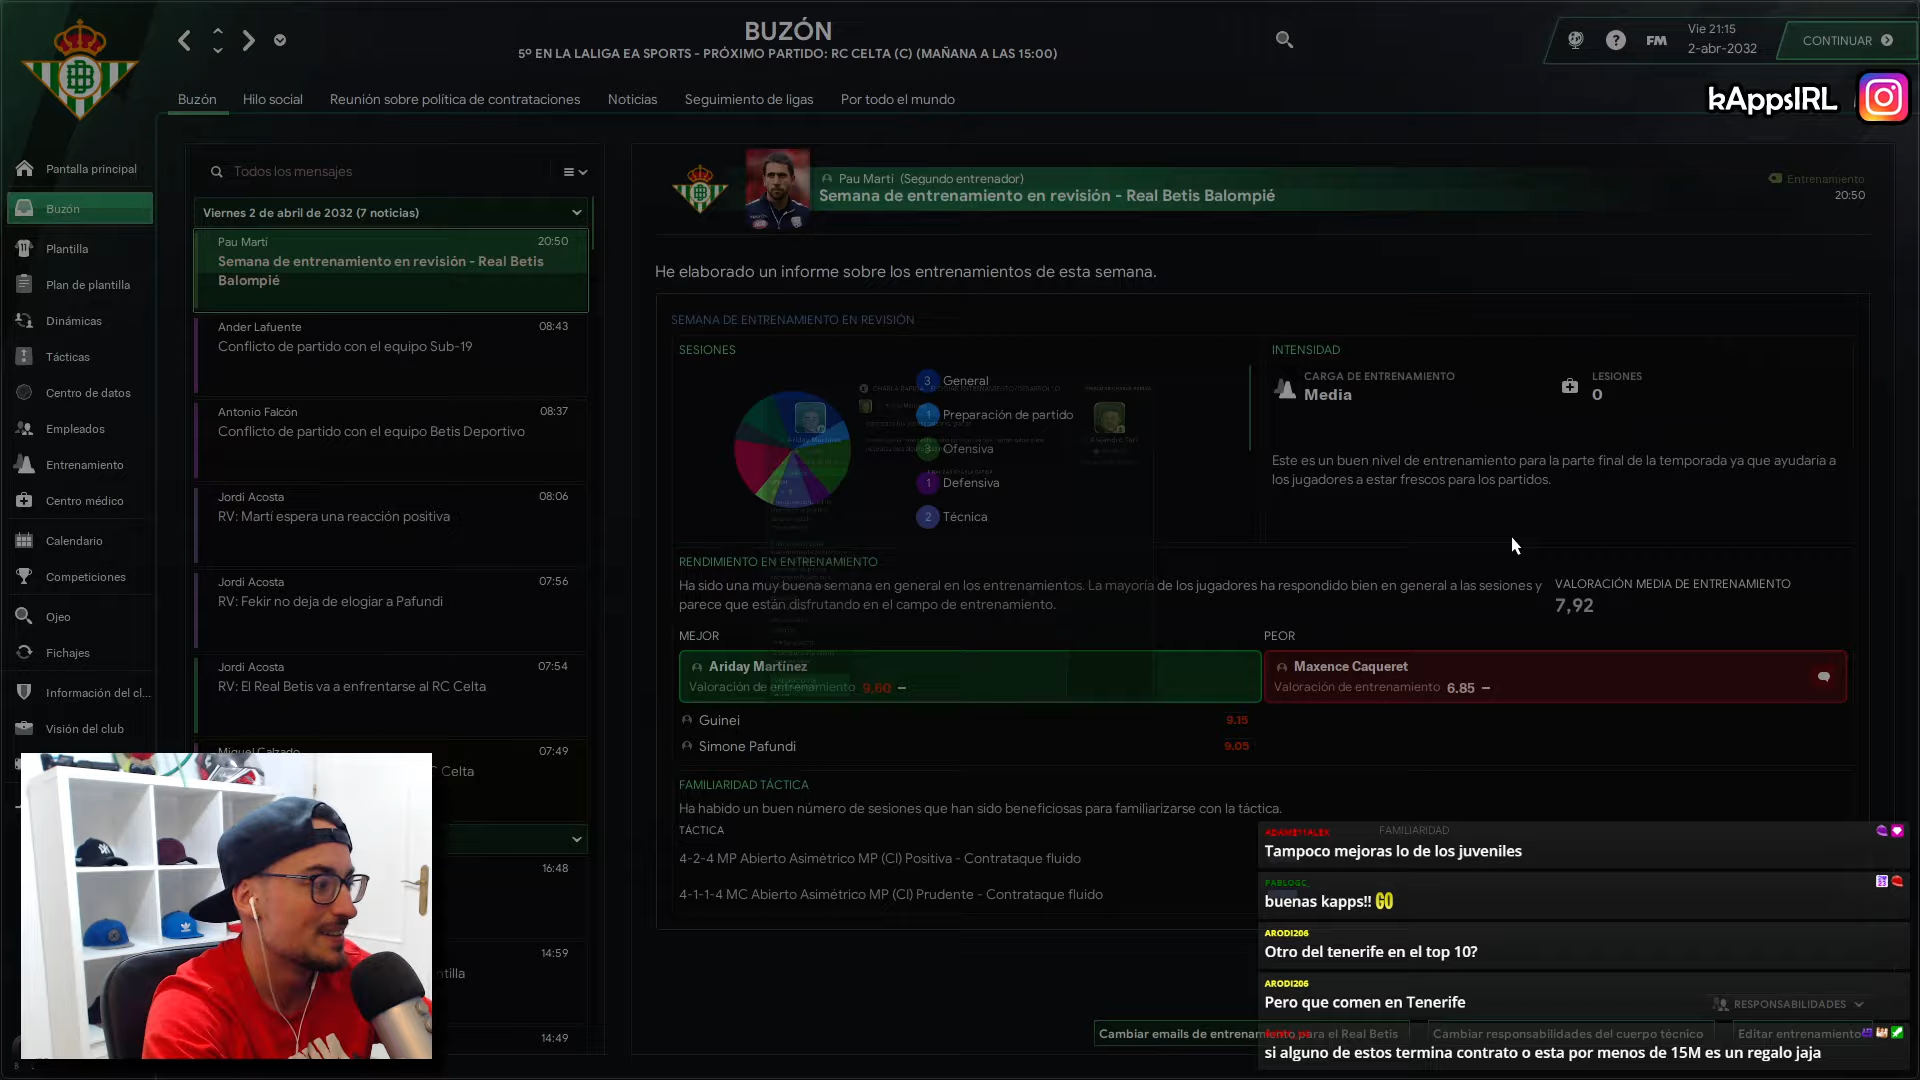 BUZÓN
5º EN LA LALIGA EA SPORTS - PRÓXIMO PARTIDO: RC CELTA (C) (MAÑANA A LAS 15:00)
FM
Vie 21:15
2-abr-2032
CONTINUAR
kAppsIRL
Buzón
Hilo social
Reunión sobre política de contrataciones
Noticias
Seguimiento de ligas
Por todo el mundo
Pantalla principal
Buzón
Plantilla
Plan de plantilla
Dinámicas
Tácticas
Centro de datos
Empleados
Entrenamiento
Centro médico
Calendario
Competiciones
Ojeo
Fichajes
Información del cl...
Visión del club
Todos los mensajes
Viernes 2 de abril de 2032 (7 noticias)
Pau Martí 20:50
Semana de entrenamiento en revisión - Real Betis
Balompié
Ander Lafuente 08:43
Conflicto de partido con el equipo Sub-19
Antonio Falcón 08:37
Conflicto de partido con el equipo Betis Deportivo
Jordi Acosta 08:06
RV: Martí espera una reacción positiva
Jordi Acosta 07:56
RV: Fekir no deja de elogiar a Pafundi
Jordi Acosta 07:54
RV: El Real Betis va a enfrentarse al RC Celta
Miguel Calzado 07:49
C Celta
16:48
14:59
ntilla
14:49
Pau Martí (Segundo entrenador)
Semana de entrenamiento en revisión - Real Betis Balompié
Entrenamiento
20:50
He elaborado un informe sobre los entrenamientos de esta semana.
SEMANA DE ENTRENAMIENTO EN REVISIÓN
SESIONES
3 General
1 Preparación de partido
3 Ofensiva
1 Defensiva
2 Técnica
INTENSIDAD
CARGA DE ENTRENAMIENTO
Media
LESIONES
0
Este es un buen nivel de entrenamiento para la parte final de la temporada ya que ayudaría a
los jugadores a estar frescos para los partidos.
RENDIMIENTO EN ENTRENAMIENTO
Ha sido una muy buena semana en general en los entrenamientos. La mayoría de los jugadores ha respondido bien en general a las sesiones y
parece que están disfrutando en el campo de entrenamiento.
VALORACIÓN MEDIA DE ENTRENAMIENTO
7,92
MEJOR
Ariday Martínez
Valoración de entrenamiento 9,60 –
Guinei 9.15
Simone Pafundi 9.05
PEOR
Maxence Caqueret
Valoración de entrenamiento 6.85 –
FAMILIARIDAD TÁCTICA
Ha habido un buen número de sesiones que han sido beneficiosas para familiarizarse con la táctica.
TÁCTICA
FAMILIARIDAD
4-2-4 MP Abierto Asimétrico MP (CI) Positiva - Contrataque fluido
4-1-1-4 MC Abierto Asimétrico MP (CI) Prudente - Contrataque fluido
ADAME11ALEX
Tampoco mejoras lo de los juveniles
PABLOGC_
buenas kapps!! GO
ARODI206
Otro del tenerife en el top 10?
ARODI206
Pero que comen en Tenerife
RESPONSABILIDADES
Cambiar emails de entrenamiento para el Real Betis
Cambiar responsabilidades del cuerpo técnico
Editar entrenamiento
si alguno de estos termina contrato o esta por menos de 15M es un regalo jaja